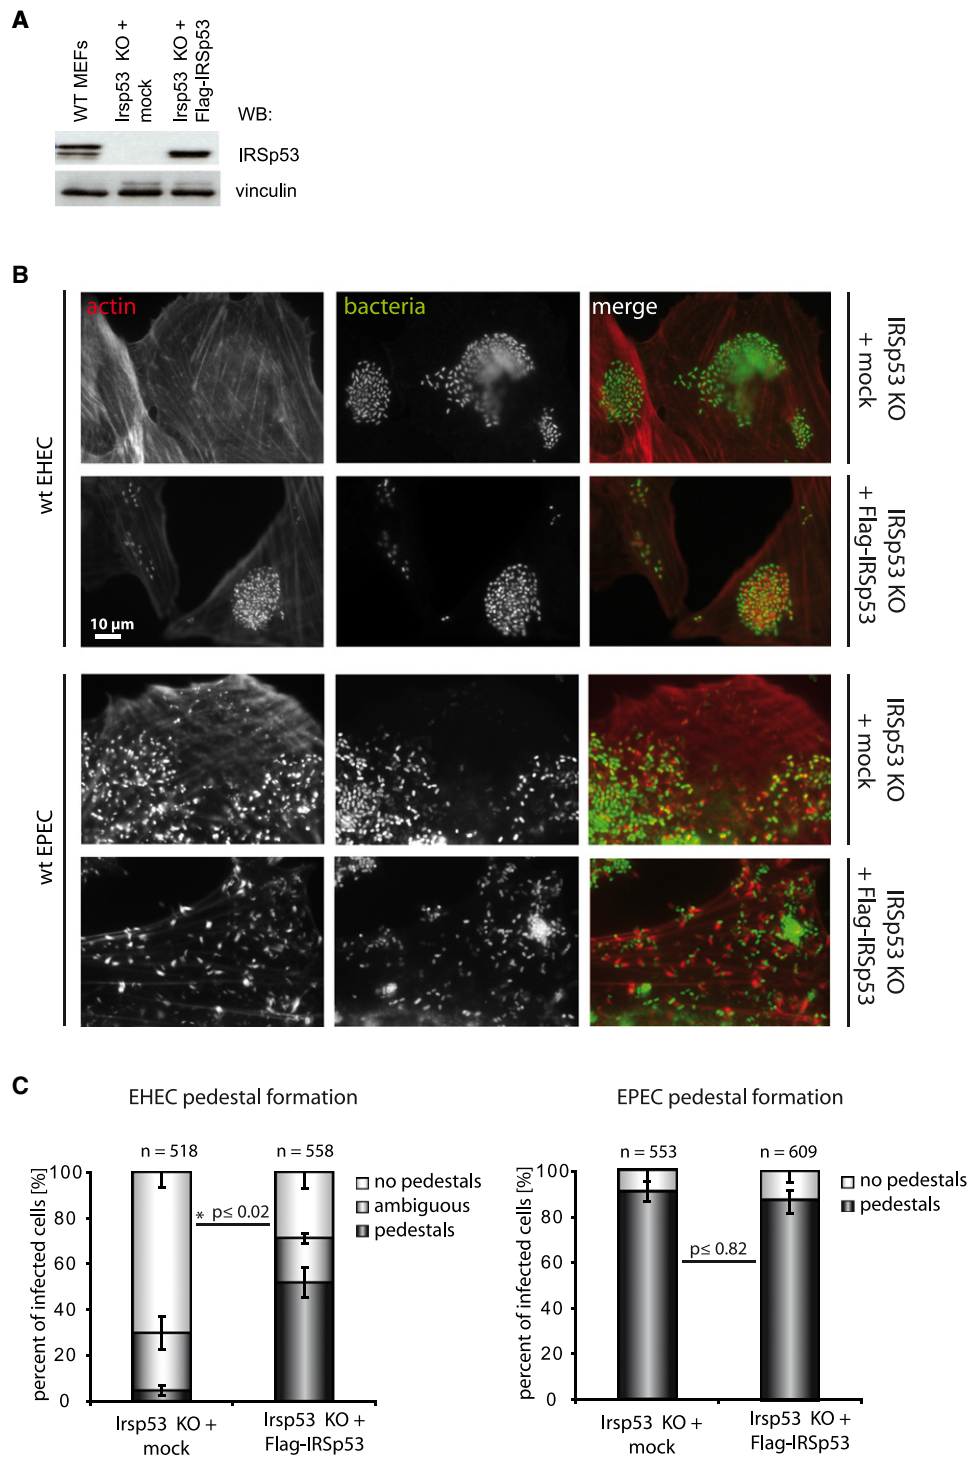 A
WT MEFs
Irsp53 KO +
mock
Irsp53 KO +
Flag-IRSp53
WB:
IRSp53
vinculin
B
actin
bacteria
merge
wt EHEC
IRSp53 KO
+ mock
10 µm
IRSp53 KO
+ Flag-IRSp53
wt EPEC
IRSp53 KO
+ mock
IRSp53 KO
+ Flag-IRSp53
C
EHEC pedestal formation
n = 518
n = 558
percent of infected cells [%]
100
80
60
40
20
0
* p≤ 0.02
no pedestals
ambiguous
pedestals
Irsp53 KO +
mock
Irsp53 KO +
Flag-IRSp53
EPEC pedestal formation
n = 553
n = 609
percent of infected cells [%]
100
80
60
40
20
0
p≤ 0.82
no pedestals
pedestals
Irsp53 KO +
mock
Irsp53 KO +
Flag-IRSp53